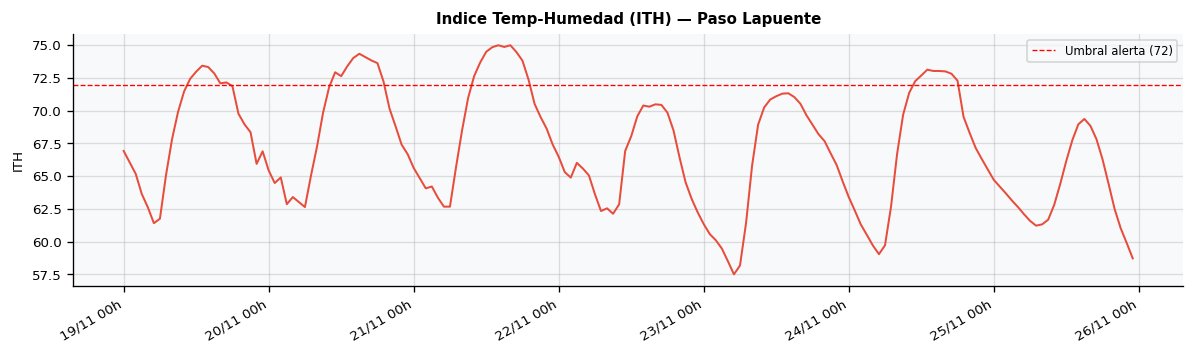 Indice Temp-Humedad (ITH) — Paso Lapuente
Umbral alerta (72)
ITH
75.0
72.5
70.0
67.5
65.0
62.5
60.0
57.5
19/11 00h
20/11 00h
21/11 00h
22/11 00h
23/11 00h
24/11 00h
25/11 00h
26/11 00h